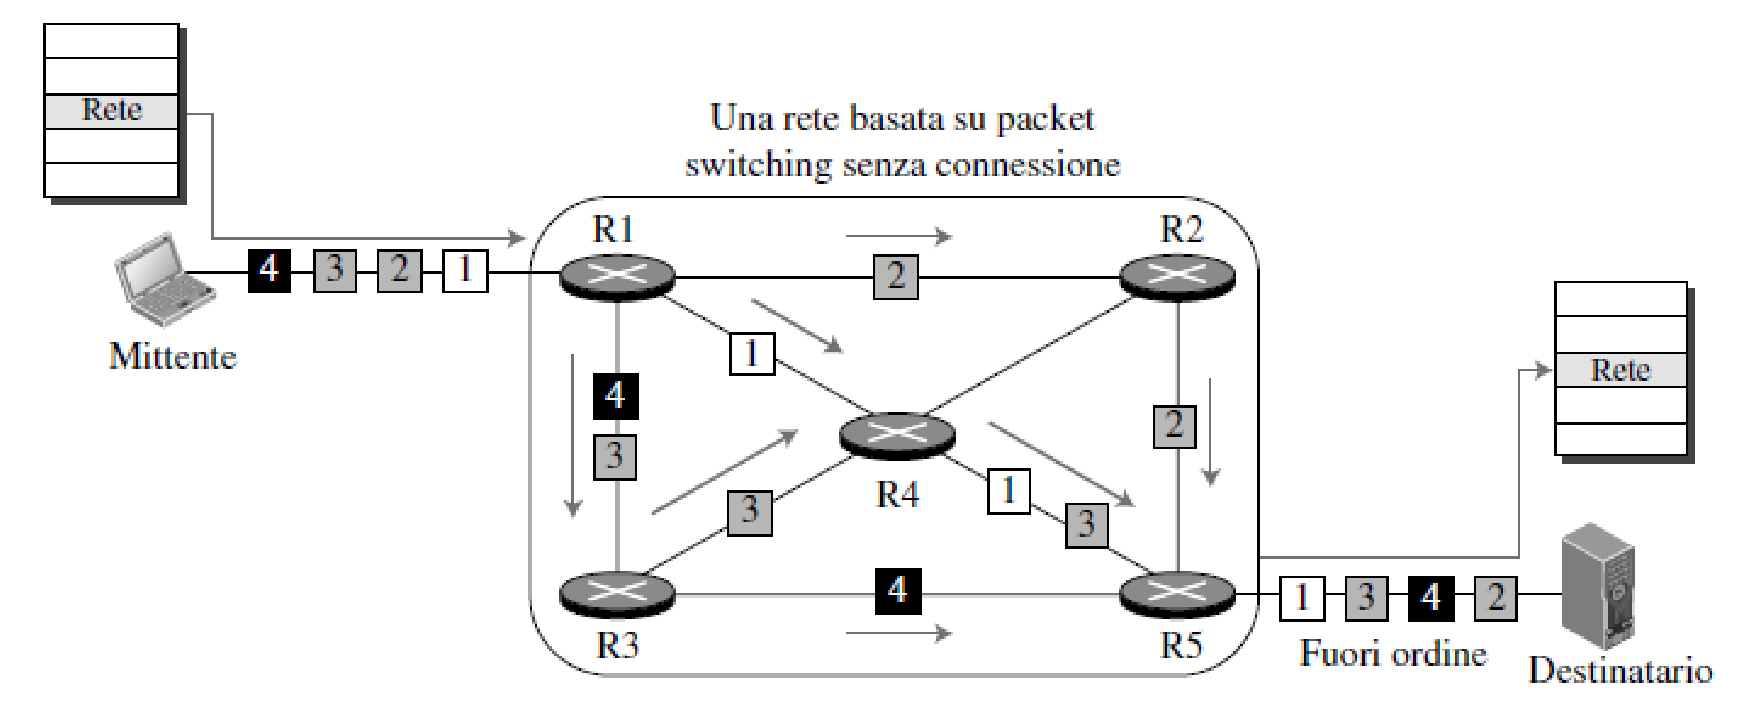 Rete
Una rete basata su packet
switching senza connessione
R1
R2
4 3 2 1
2
Mittente
1
4
3
2
Rete
R4
3
1
3
4
R3
R5
1 3 4 2
Fuori ordine
Destinatario